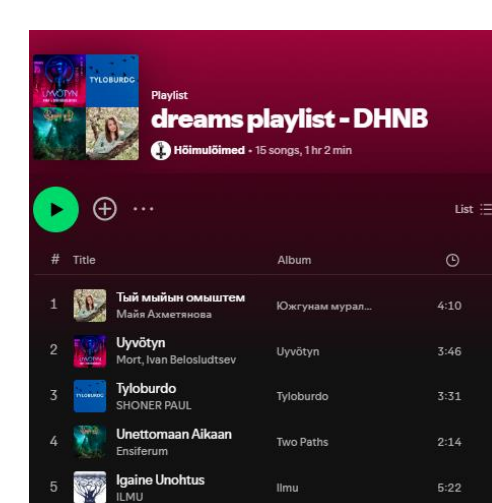 Playlist
dreams playlist - DHNB
Hõimulõimed • 15 songs, 1 hr 2 min
List
# Title Album
1 Тый мыйын омыштем Южгунам мурал... 4:10
Майя Ахметянова
2 Uyvötyn Uyvötyn 3:46
Mort, Ivan Belosludtsev
3 Tyloburdo Tyloburdo 3:31
SHONER PAUL
4 Unettomaan Aikaan Two Paths 2:14
Ensiferum
5 Igaine Unohtus Ilmu 5:22
ILMU